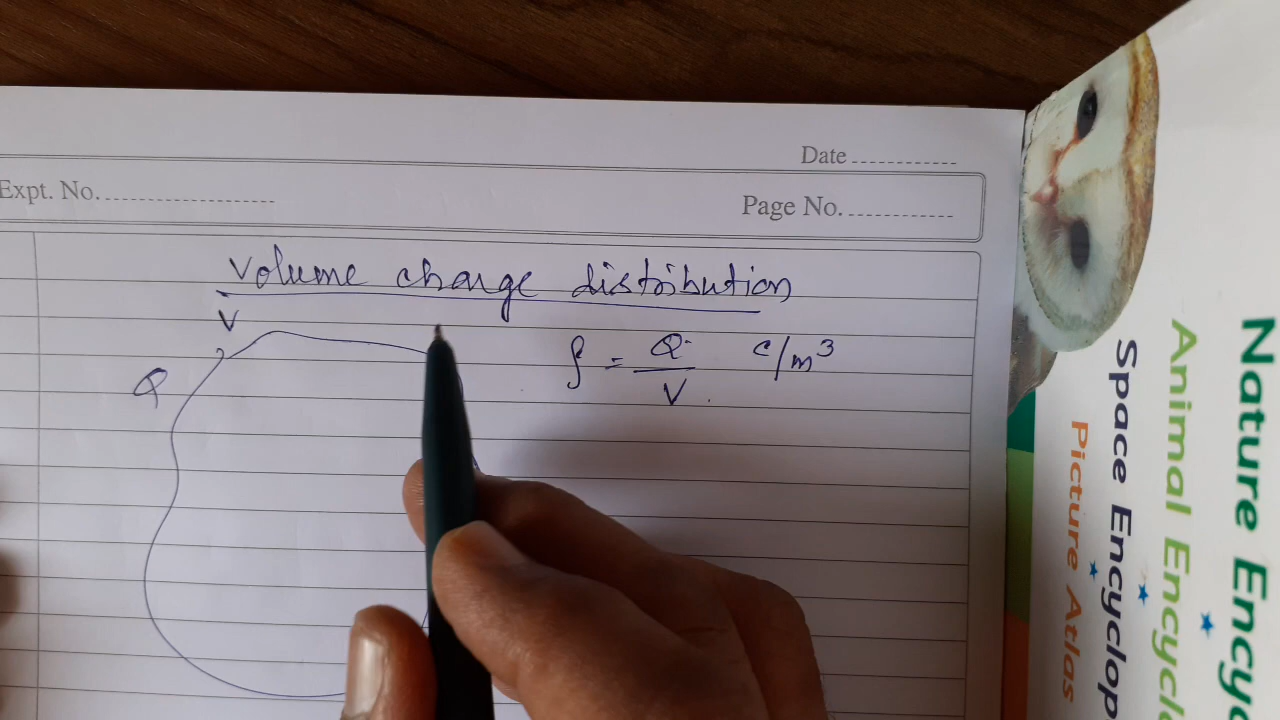 Date
Expt. No.
Page No.
Volume charge distribution
V
Q
ρ = Q/V C/m³
Nature Ency
Animal Encycl
Space Encyclop
Picture Atlas